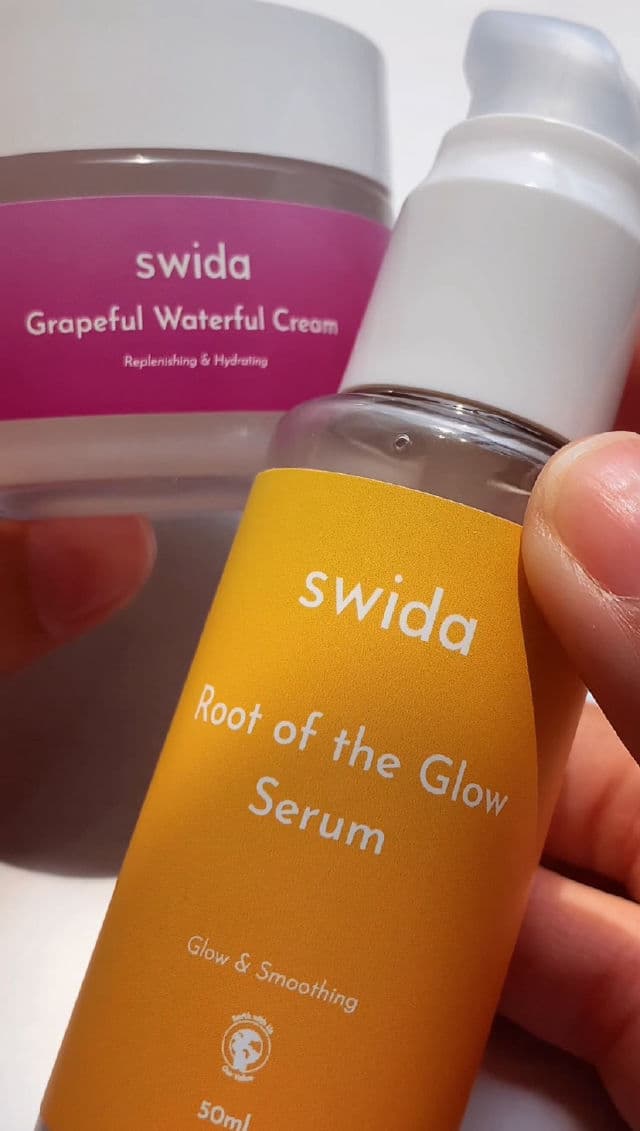 swida
Grapeful Waterful Cream
Replenishing & Hydrating
swida
Root of the Glow
Serum
Glow & Smoothing
50ml